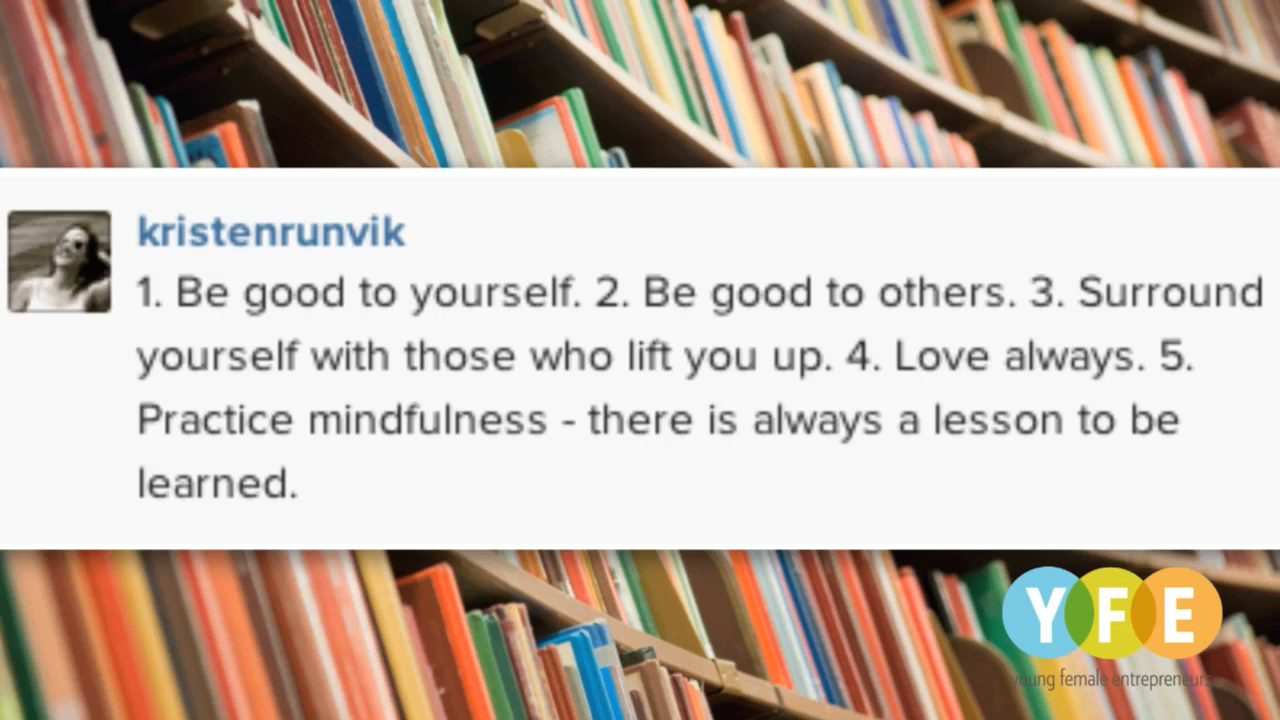 kristenrunvik
1. Be good to yourself. 2. Be good to others. 3. Surround
yourself with those who lift you up. 4. Love always. 5.
Practice mindfulness - there is always a lesson to be
learned.
YFE
young female entrepreneurs